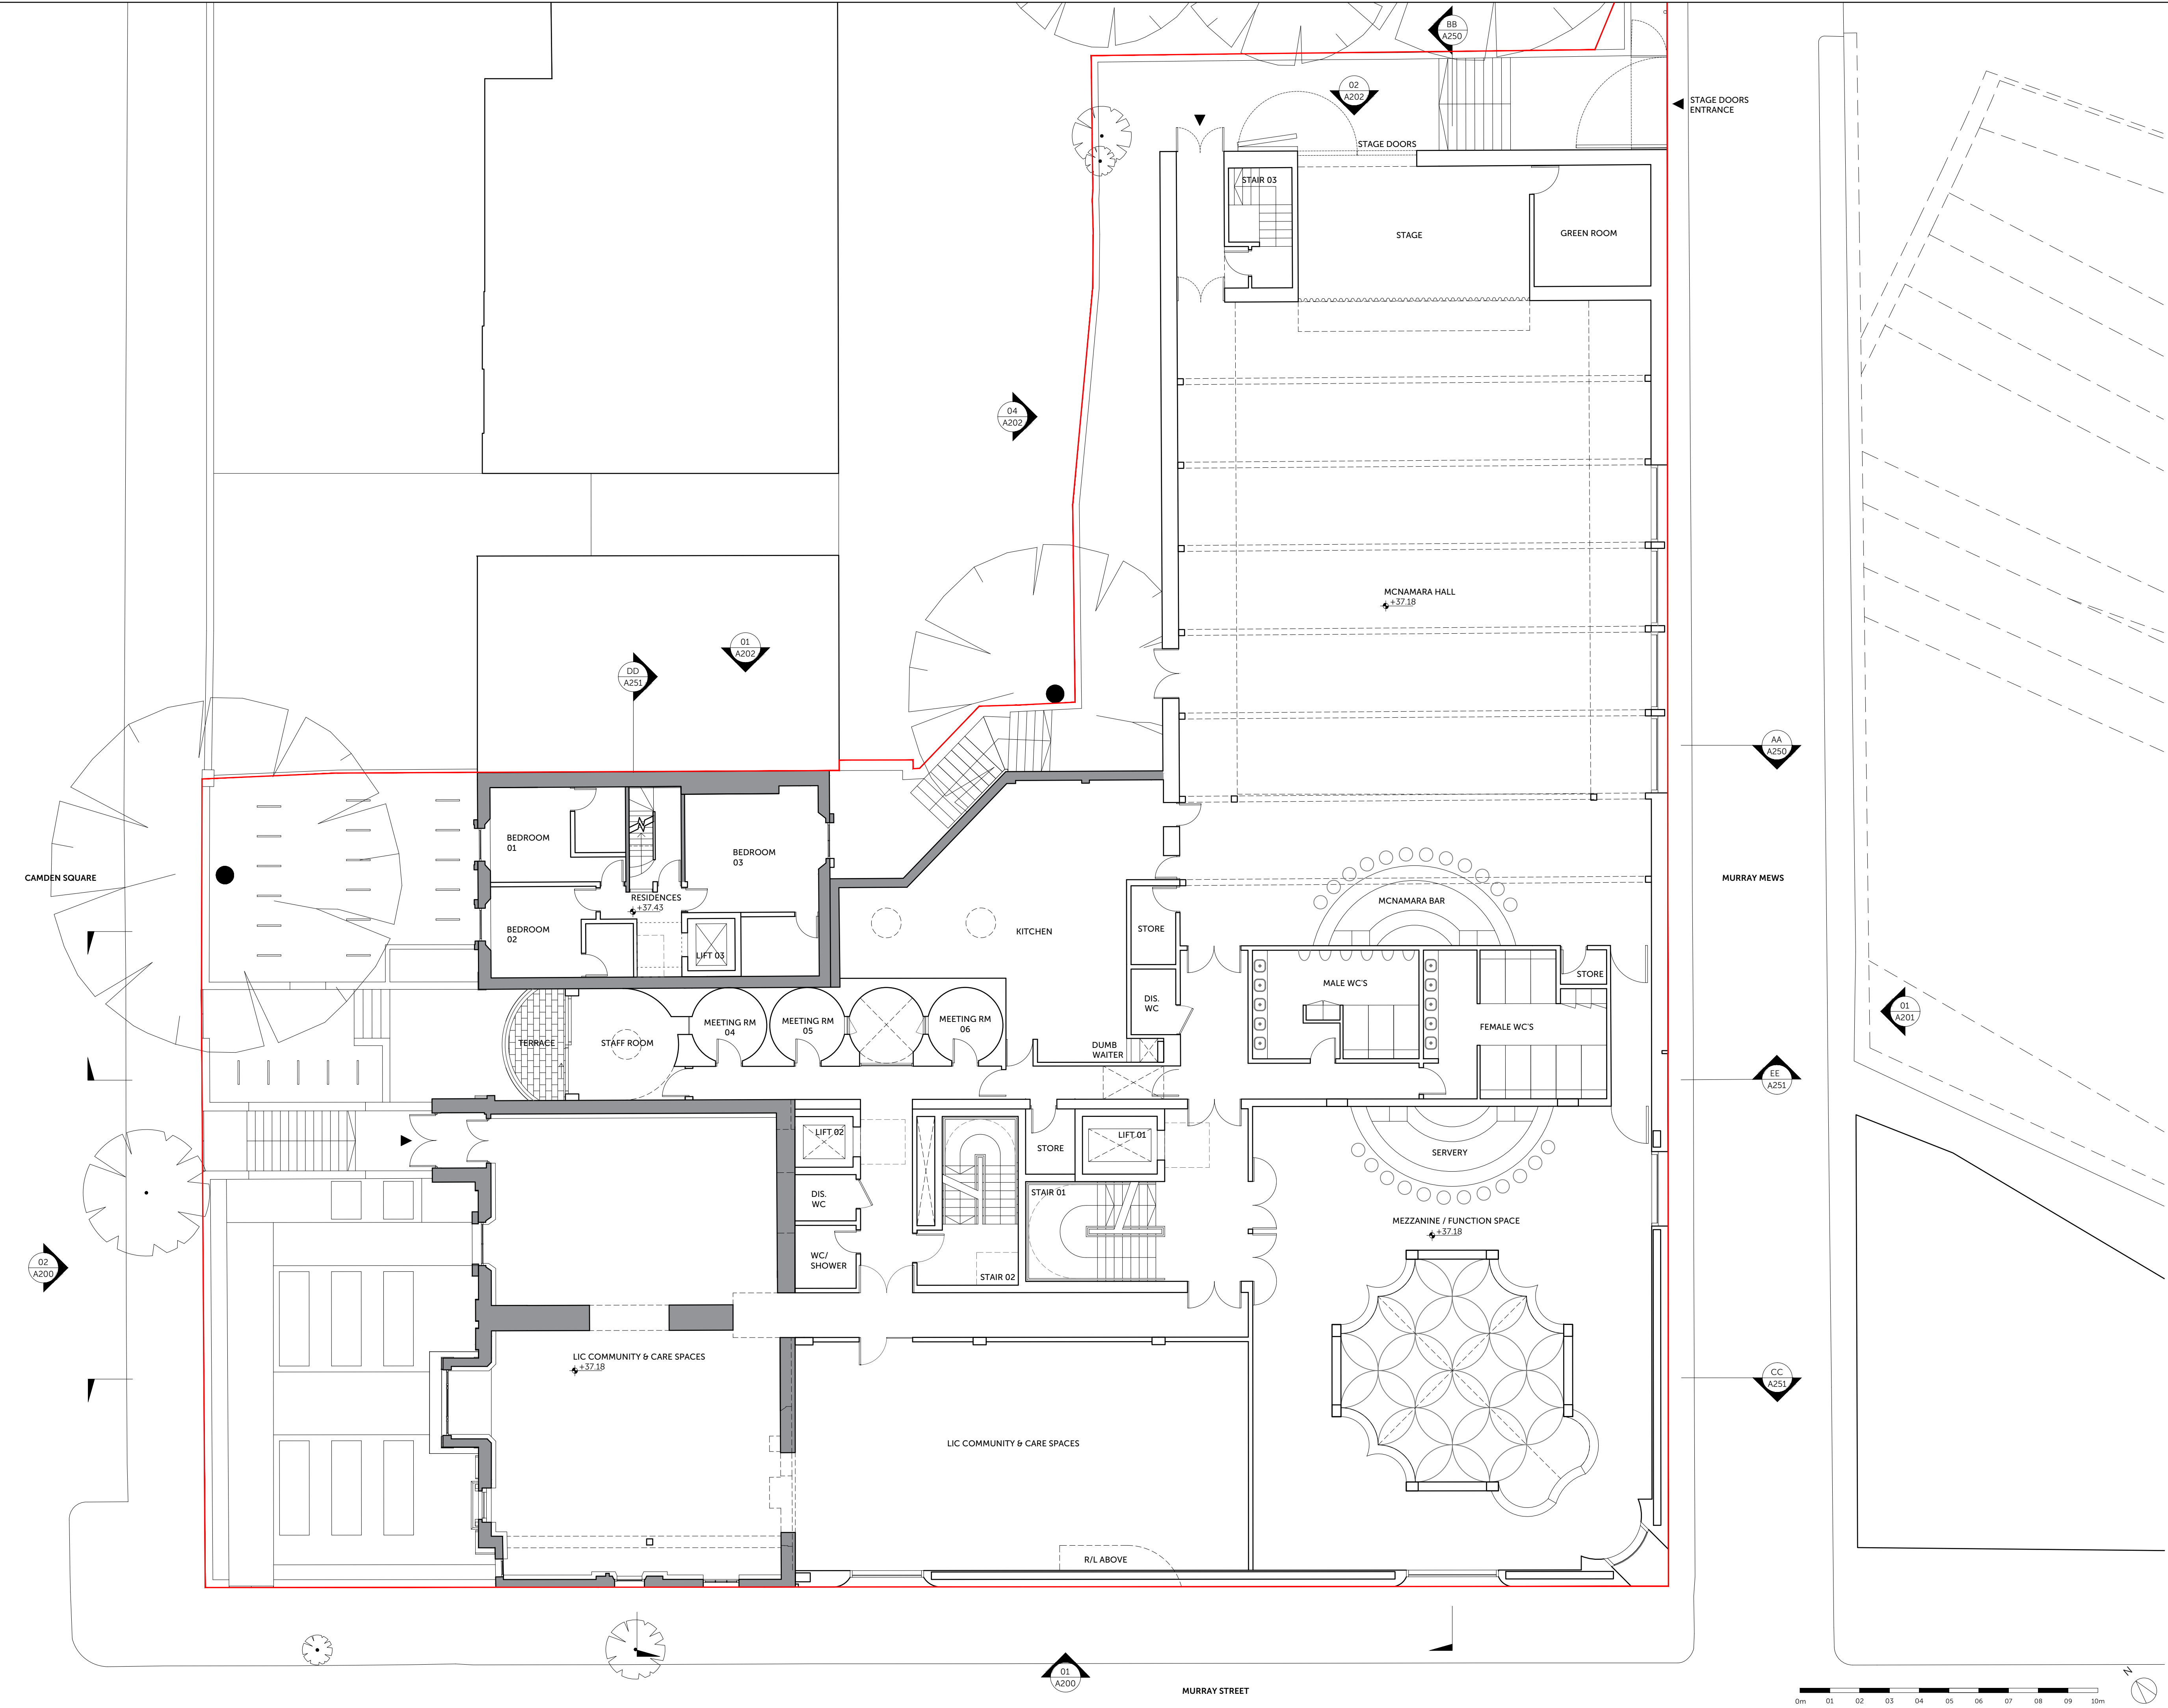 BB
A250
02
A202
STAGE DOORS
ENTRANCE
STAGE DOORS
STAIR 03
STAGE
GREEN ROOM
04
A202
MCNAMARA HALL
+37.18
01
A202
DD
A251
AA
A250
BEDROOM
01
BEDROOM
03
CAMDEN SQUARE
MURRAY MEWS
RESIDENCES
+37.43
MCNAMARA BAR
BEDROOM
02
KITCHEN
STORE
LIFT 03
STORE
MALE WC'S
DIS.
WC
01
A201
MEETING RM
04
MEETING RM
05
MEETING RM
06
FEMALE WC'S
TERRACE
STAFF ROOM
DUMB
WAITER
EE
A251
LIFT 02
LIFT 01
STORE
SERVERY
DIS.
WC
STAIR 01
MEZZANINE / FUNCTION SPACE
+37.18
WC/
SHOWER
STAIR 02
02
A200
LIC COMMUNITY & CARE SPACES
+37.18
CC
A251
LIC COMMUNITY & CARE SPACES
R/L ABOVE
01
A200
MURRAY STREET
N
0m 01 02 03 04 05 06 07 08 09 10m